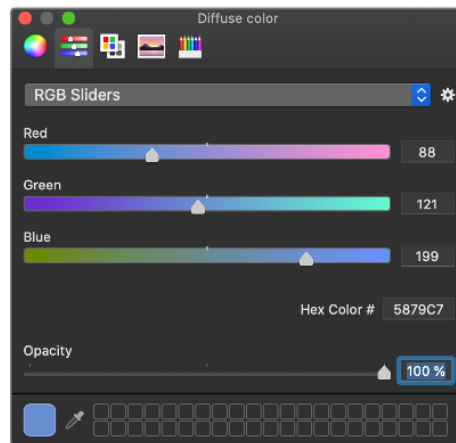 Diffuse color
RGB Sliders
Red
88
Green
121
Blue
199
Hex Color # 5879C7
Opacity
100 %